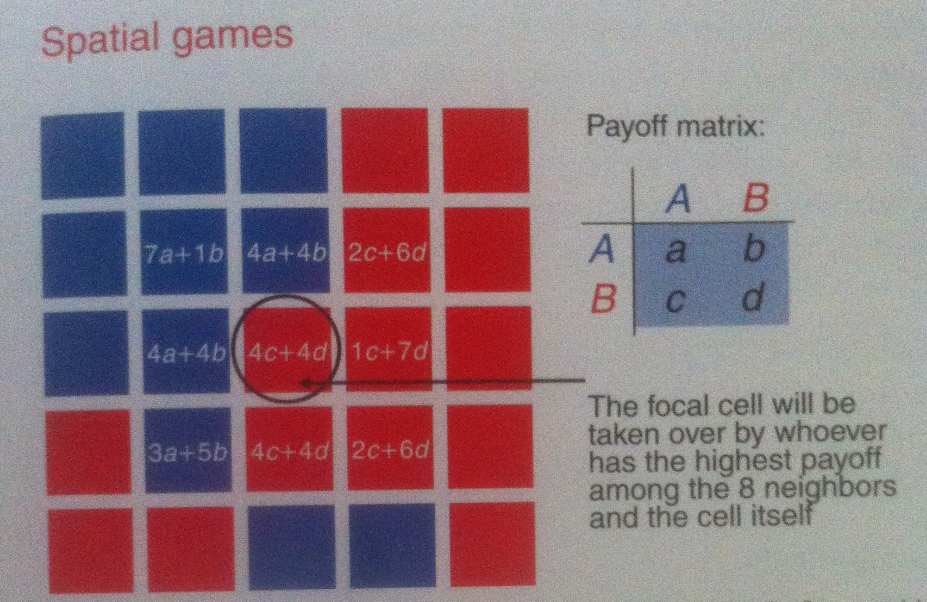 Spatial games
7a+1b 4a+4b 2c+6d
4a+4b 4c+4d 1c+7d
3a+5b 4c+4d 2c+6d
Payoff matrix:
A B
A a b
B c d
The focal cell will be
taken over by whoever
has the highest payoff
among the 8 neighbors
and the cell itself